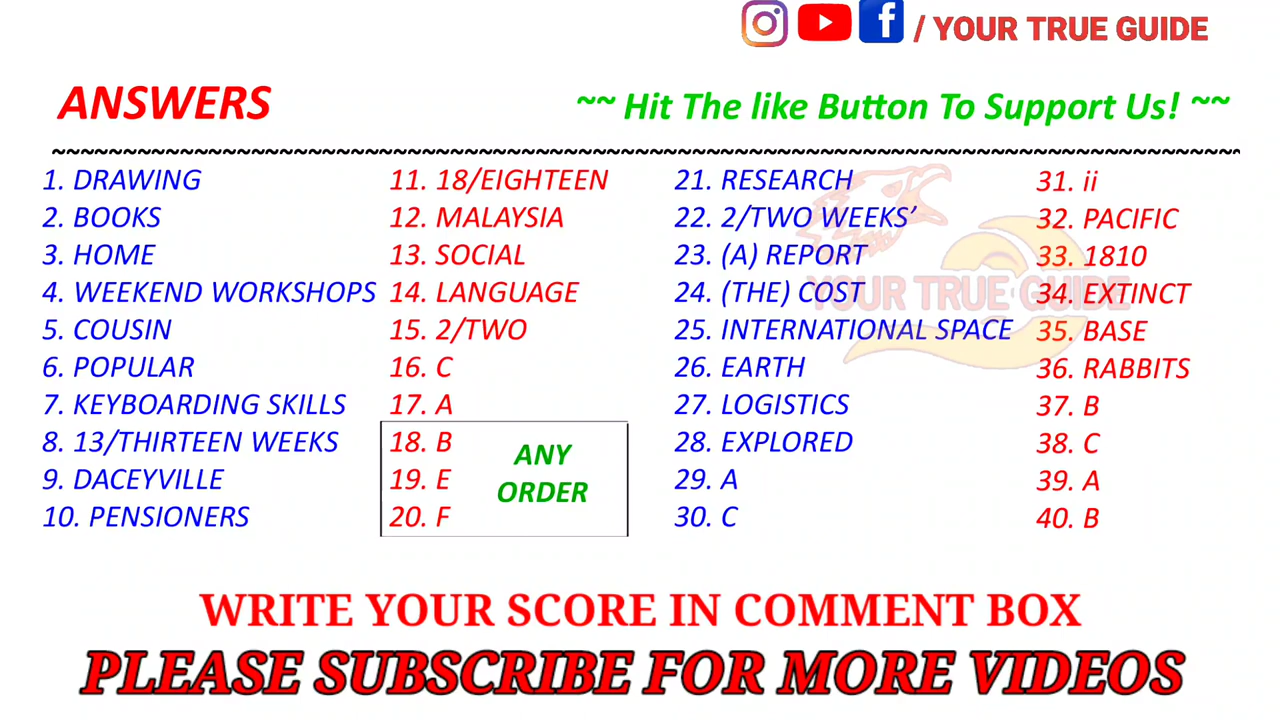 / YOUR TRUE GUIDE
ANSWERS
~~ Hit The like Button To Support Us! ~~
1. DRAWING
2. BOOKS
3. HOME
4. WEEKEND WORKSHOPS
5. COUSIN
6. POPULAR
7. KEYBOARDING SKILLS
8. 13/THIRTEEN WEEKS
9. DACEYVILLE
10. PENSIONERS
11. 18/EIGHTEEN
12. MALAYSIA
13. SOCIAL
14. LANGUAGE
15. 2/TWO
16. C
17. A
18. B
19. E
20. F
ANY
ORDER
21. RESEARCH
22. 2/TWO WEEKS’
23. (A) REPORT
24. (THE) COST
25. INTERNATIONAL SPACE
26. EARTH
27. LOGISTICS
28. EXPLORED
29. A
30. C
31. ii
32. PACIFIC
33. 1810
34. EXTINCT
35. BASE
36. RABBITS
37. B
38. C
39. A
40. B
YOUR TRUE GUIDE
WRITE YOUR SCORE IN COMMENT BOX
PLEASE SUBSCRIBE FOR MORE VIDEOS